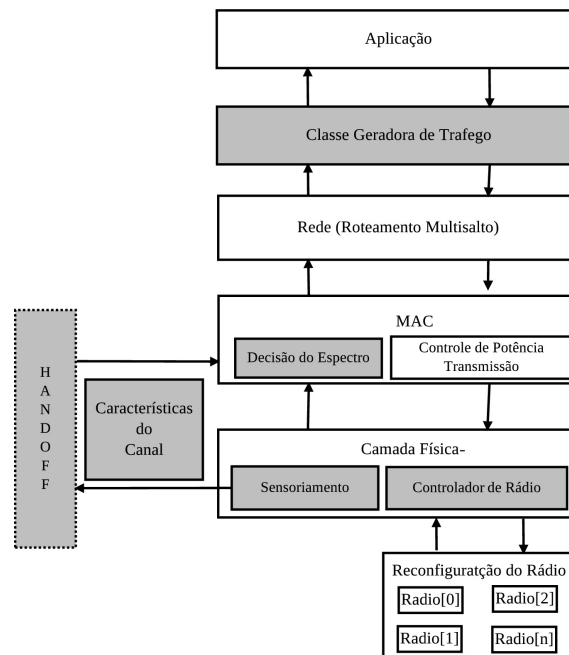 Aplicação
Classe Geradora de Trafego
Rede (Roteamento Multisalto)
MAC
Decisão do Espectro
Controle de Potência
Transmissão
H
A
N
D
O
F
F
Características
do
Canal
Camada Física-
Sensoriamento
Controlador de Rádio
Reconfiguratção do Rádio
Radio[0]
Radio[2]
Radio[1]
Radio[n]